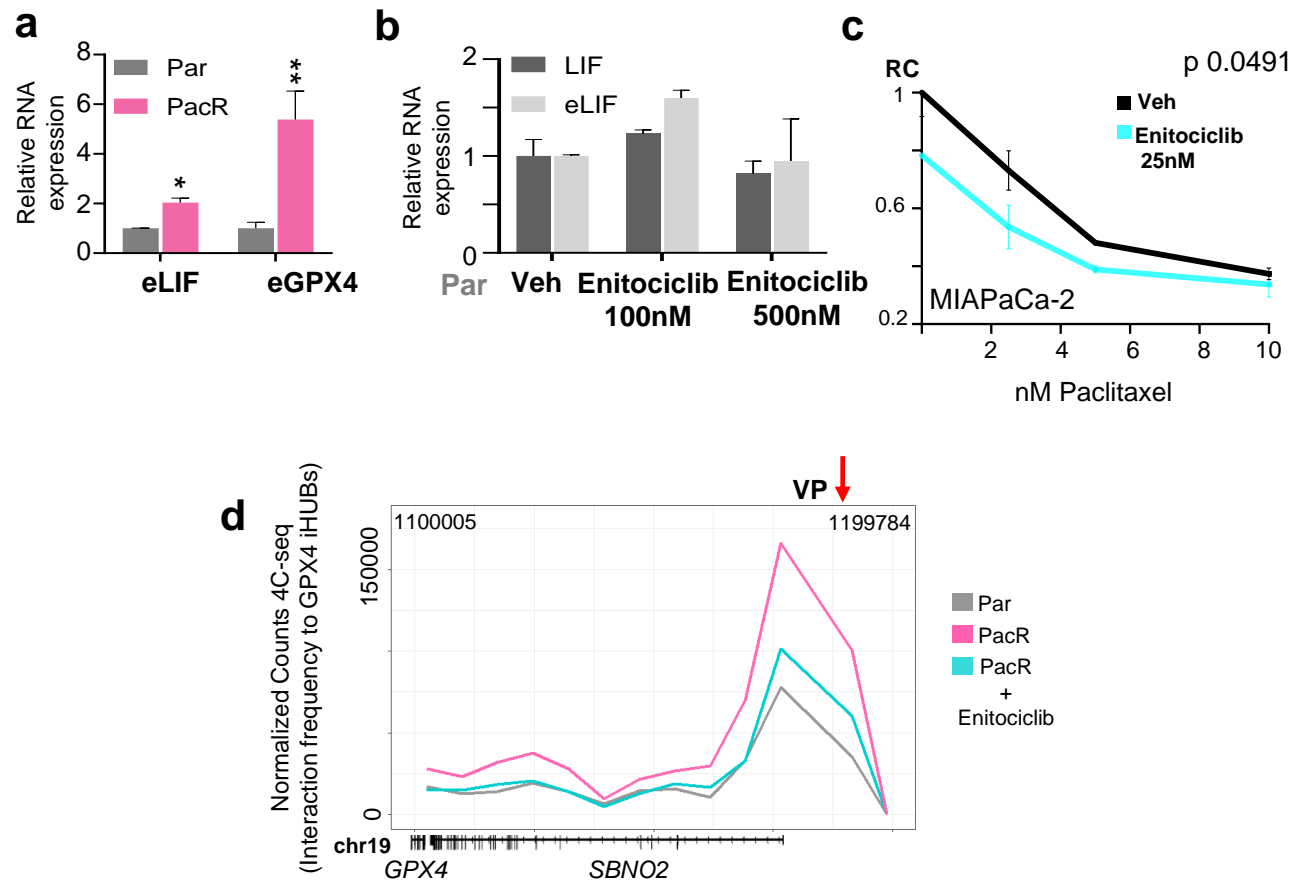 a
8
6
4
2
0
Relative RNA
expression
Par
PacR
*
**
eLIF
eGPX4
b
2
1
0
Relative RNA
expression
LIF
eLIF
Par
Veh
Enitociclib
100nM
Enitociclib
500nM
c
p 0.0491
RC
1
0.6
0.2
Veh
Enitociclib
25nM
MIAPaCa-2
2 4 6 8 10
nM Paclitaxel
d
VP
Normalized Counts 4C-seq
(Interaction frequency to GPX4 iHUBs)
150000
0
1100005
1199784
Par
PacR
PacR
+
Enitociclib
chr19
GPX4
SBNO2